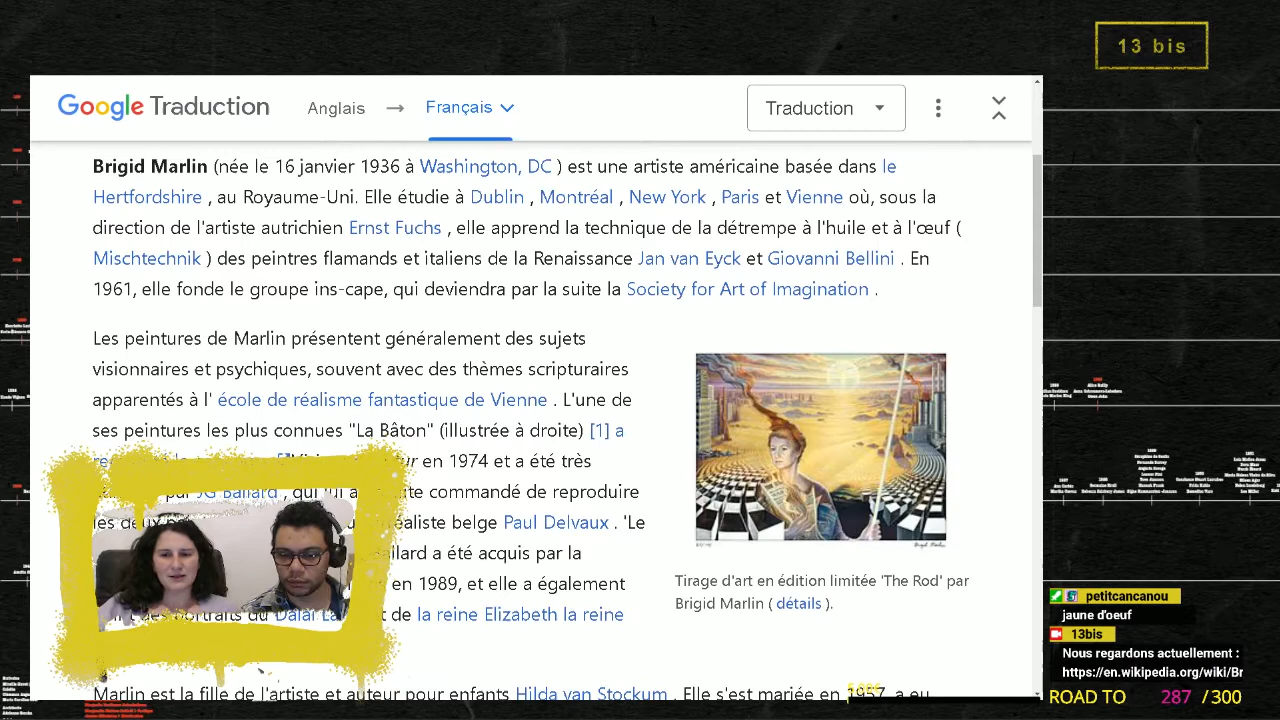 13 bis
Google Traduction Anglais → Français Traduction
Brigid Marlin (née le 16 janvier 1936 à Washington, DC ) est une artiste americaine basée dans le
Hertfordshire , au Royaume-Uni. Elle étudie à Dublin , Montréal , New York , Paris et Vienne où, sous la
direction de l'artiste autrichien Ernst Fuchs , elle apprend la technique de la détrempe à l'huile et à l'œuf (
Mischtechnik ) des peintres flamands et italiens de la Renaissance Jan van Eyck et Giovanni Bellini . En
1961, elle fonde le groupe ins-cape, qui deviendra par la suite la Society for Art of Imagination .
Les peintures de Marlin présentent généralement des sujets
visionnaires et psychiques, souvent avec des thèmes scripturaires
apparentés à l' école de réalisme fantastique de Vienne . L'une de
ses peintures les plus connues "La Bâton" (illustrée à droite) [1] a
en 1974 et a été très
par JG Ballard , qui commandé de reproduire
les deux Paul Delvaux . 'Le
a été acquis par la
en 1989, et elle a également
portraits du de la reine Elizabeth la reine
Tirage d'art en édition limitée 'The Rod' par
Brigid Marlin ( détails ).
Marlin est la fille de l'artiste et auteur pour enfants Hilda van Stockum . Elle est mariée en 1957, a eu
petitcancanou
jaune d'oeuf
13bis
Nous regardons actuellement :
https://en.wikipedia.org/wiki/Br
ROAD TO 287 /300